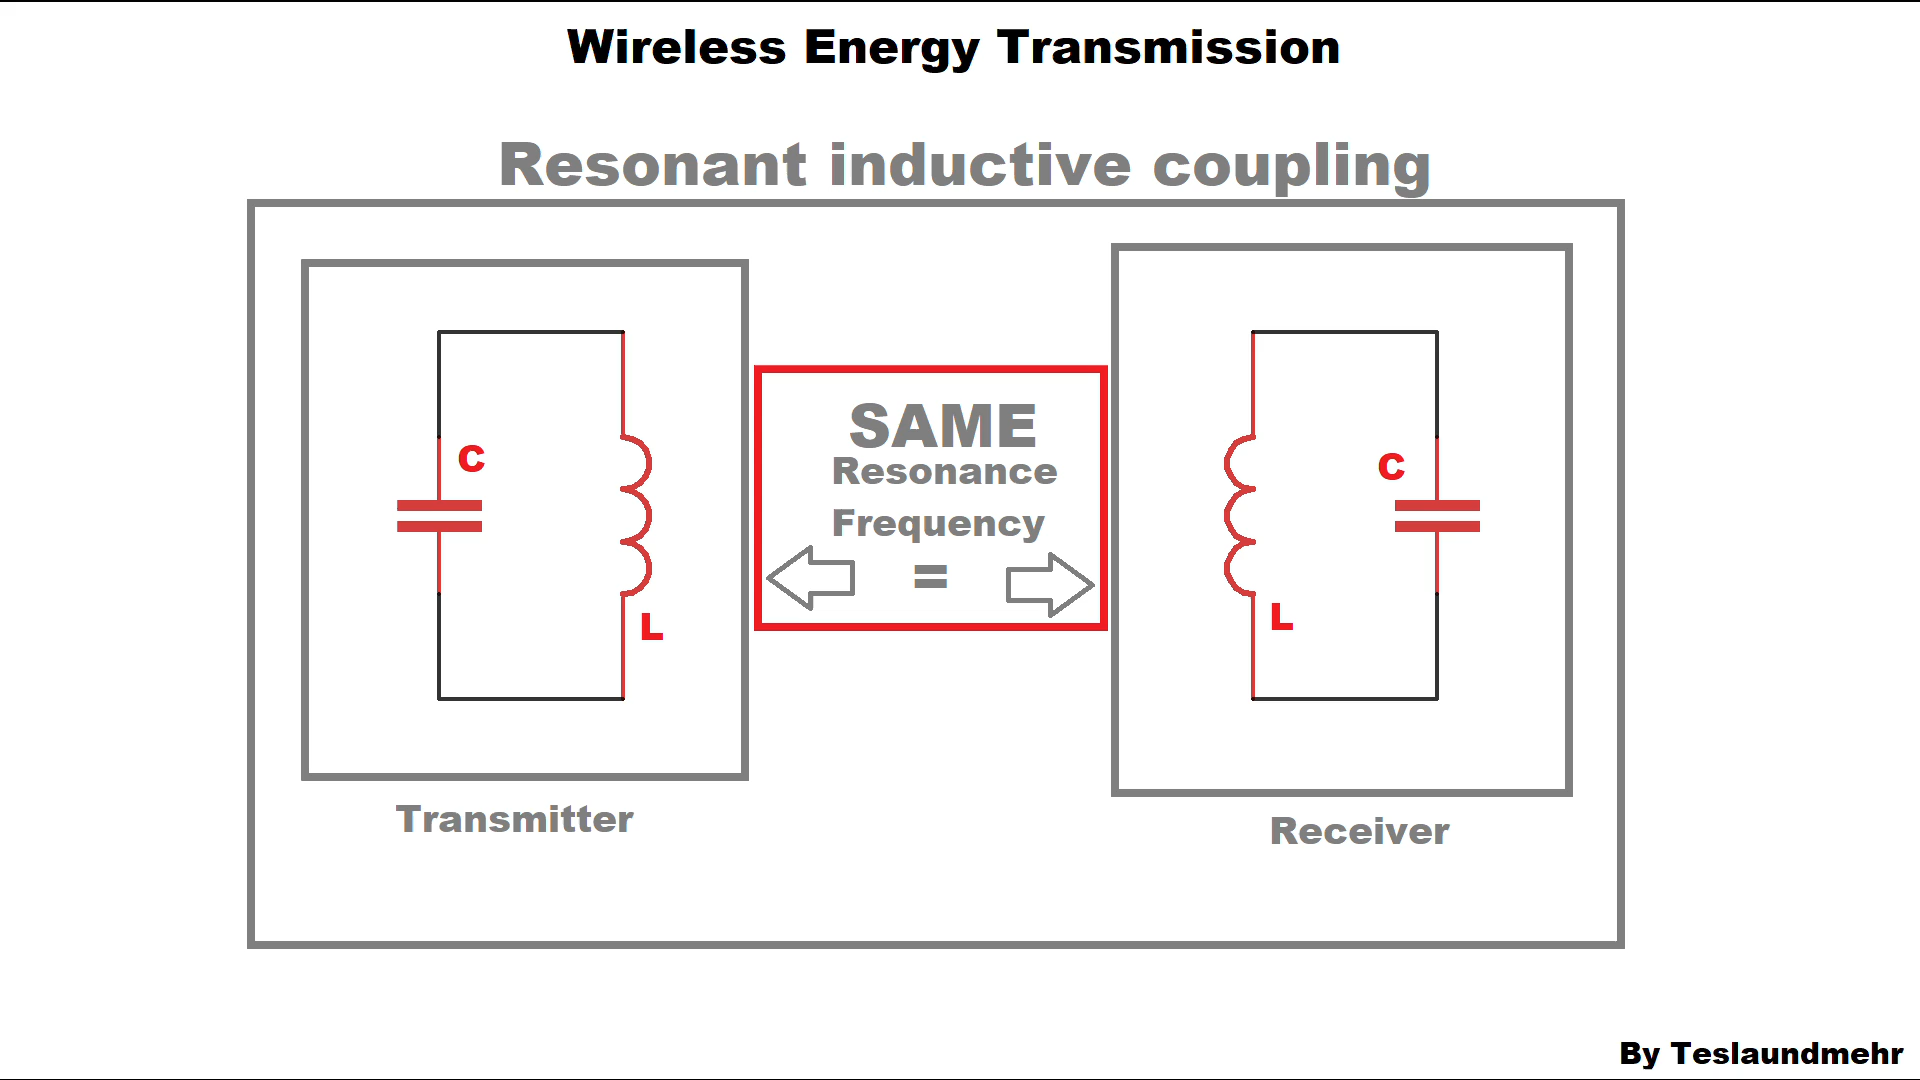 Wireless Energy Transmission
Resonant inductive coupling
C
L
SAME
Resonance
Frequency
=
L
C
Transmitter
Receiver
By Teslaundmehr